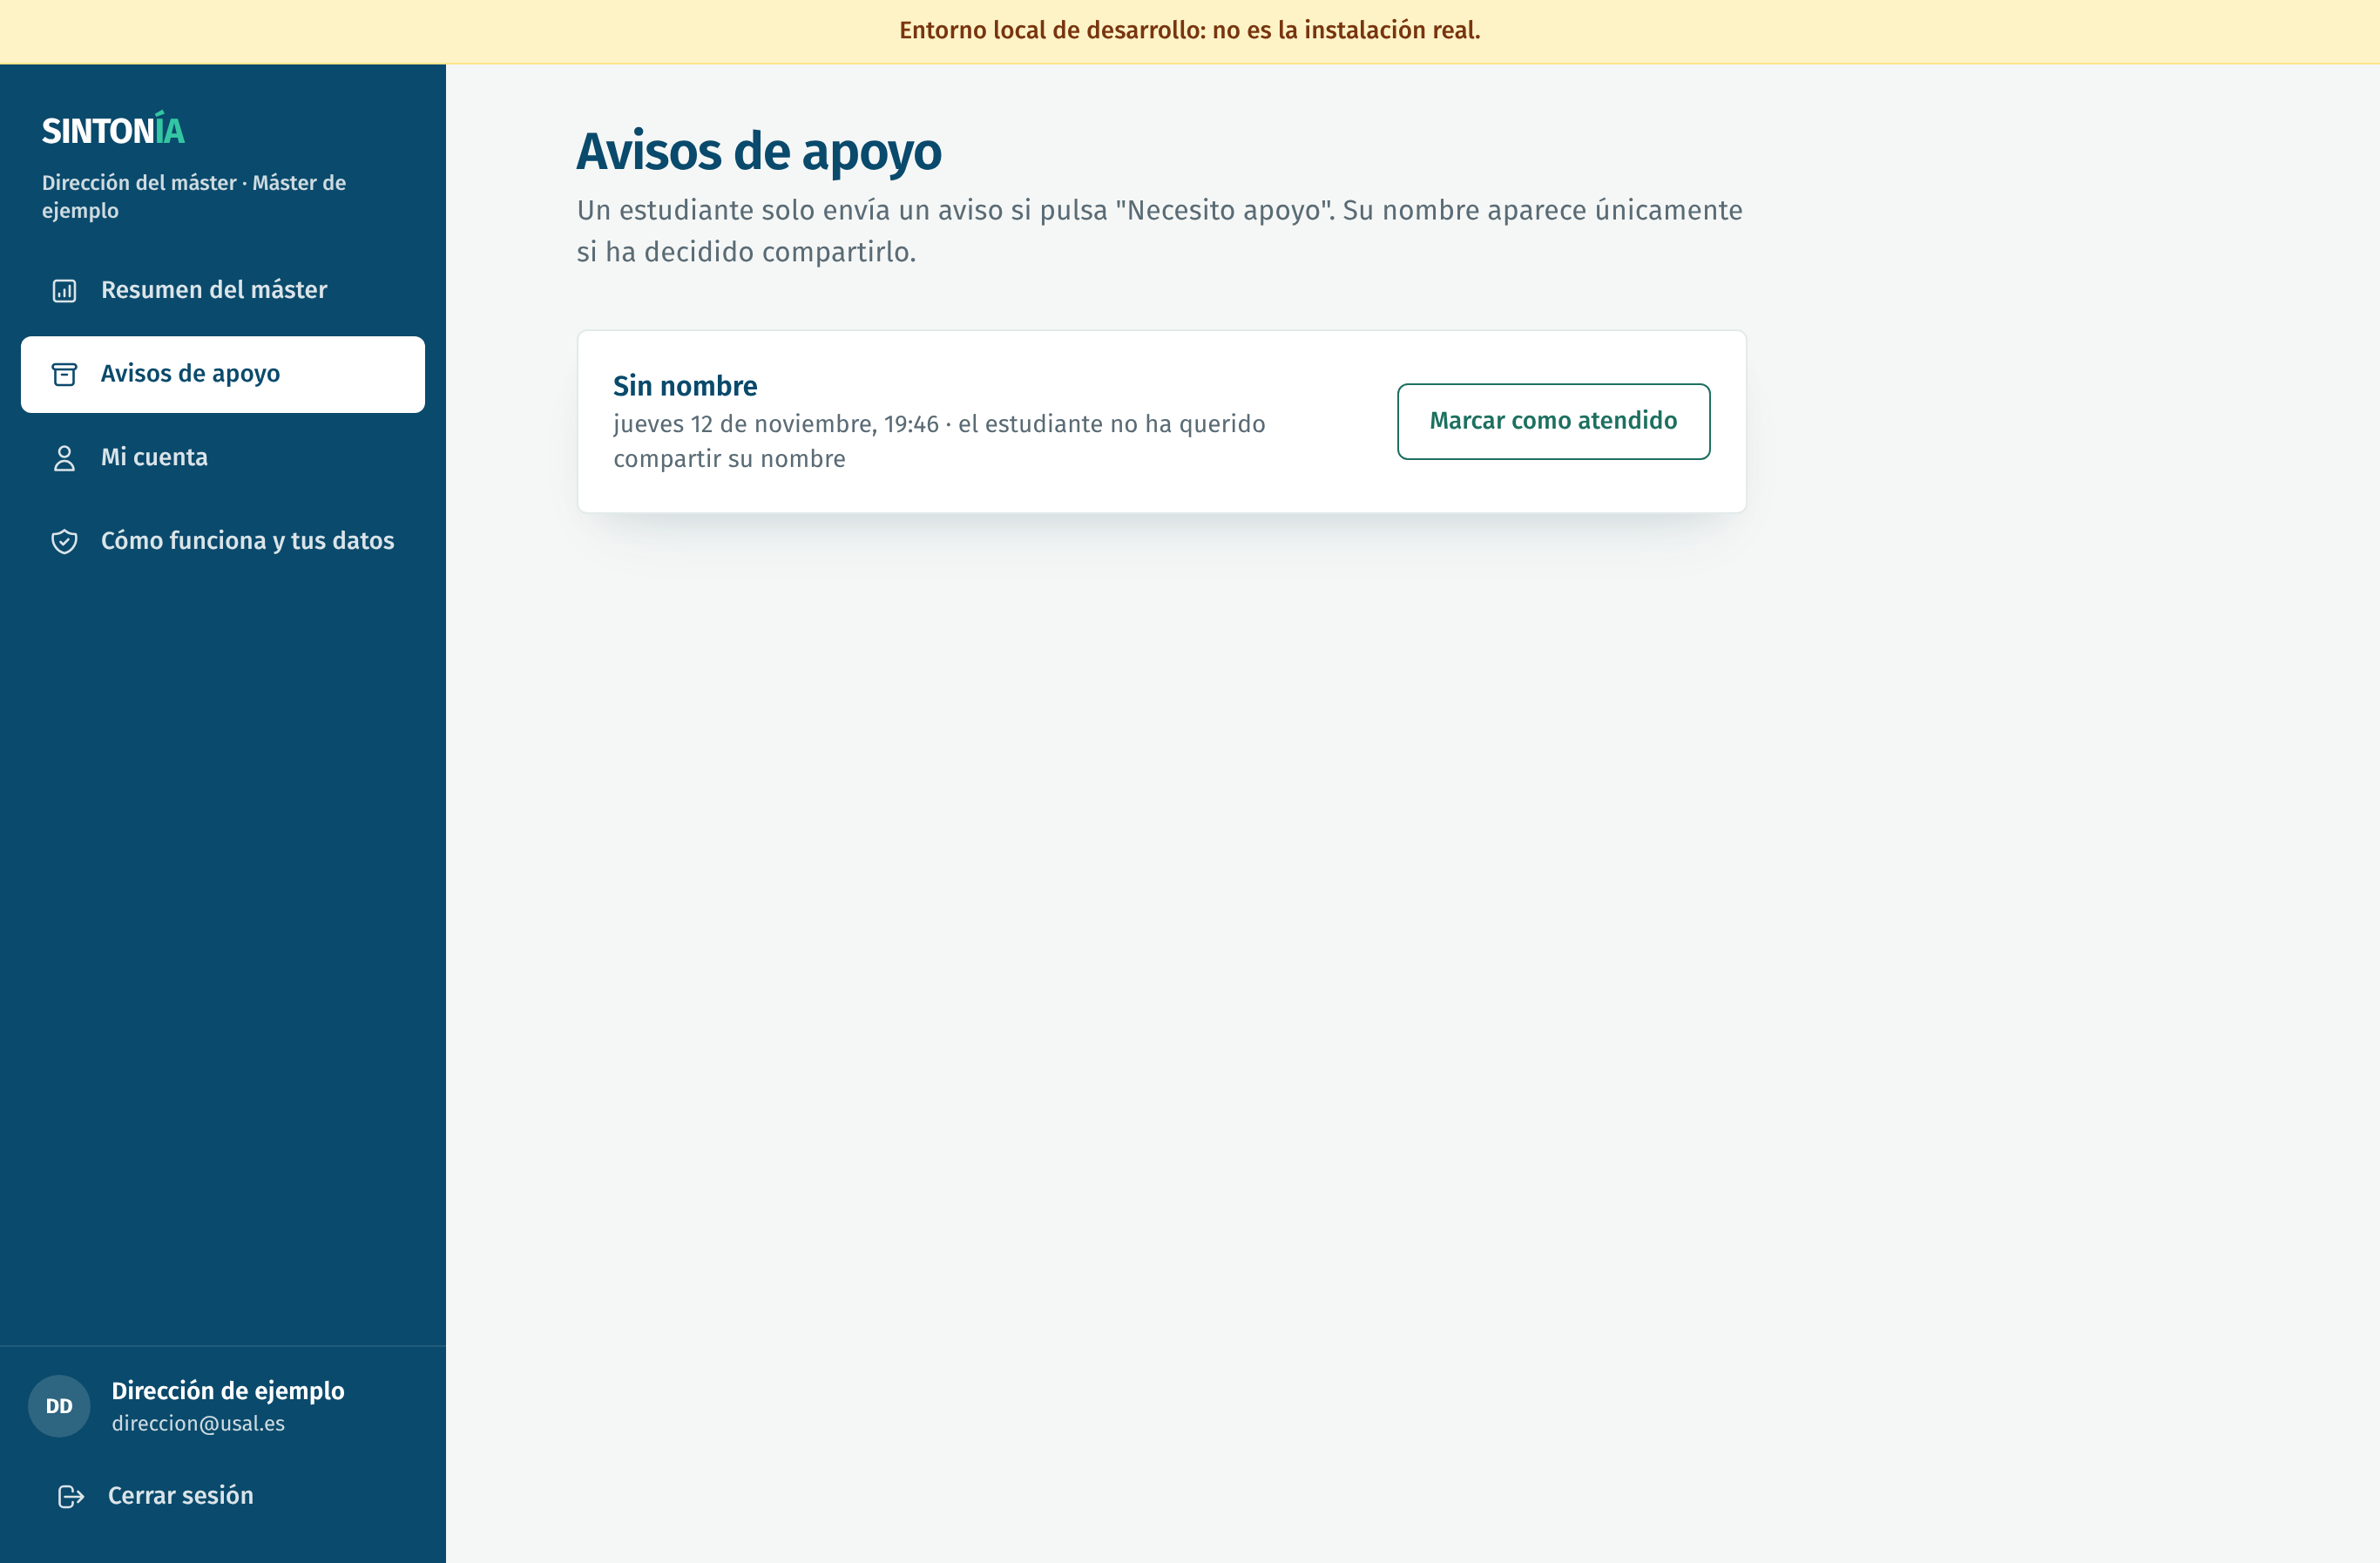 Entorno local de desarrollo: no es la instalación real.
SINTONÍA
Dirección del máster · Máster de
ejemplo
Resumen del máster
Avisos de apoyo
Mi cuenta
Cómo funciona y tus datos
Dirección de ejemplo
DD
direccion@usal.es
Cerrar sesión
Avisos de apoyo
Un estudiante solo envía un aviso si pulsa "Necesito apoyo". Su nombre aparece únicamente
si ha decidido compartirlo.
Sin nombre
jueves 12 de noviembre, 19:46 · el estudiante no ha querido
compartir su nombre
Marcar como atendido